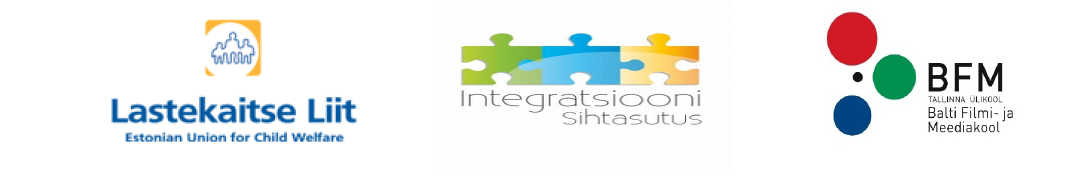 Lastekaitse Liit
Estonian Union for Child Welfare
Integratsiooni
Sihtasutus
BFM
TALLINNA ÜLIKOOL
Balti Filmi- ja
Meediakool